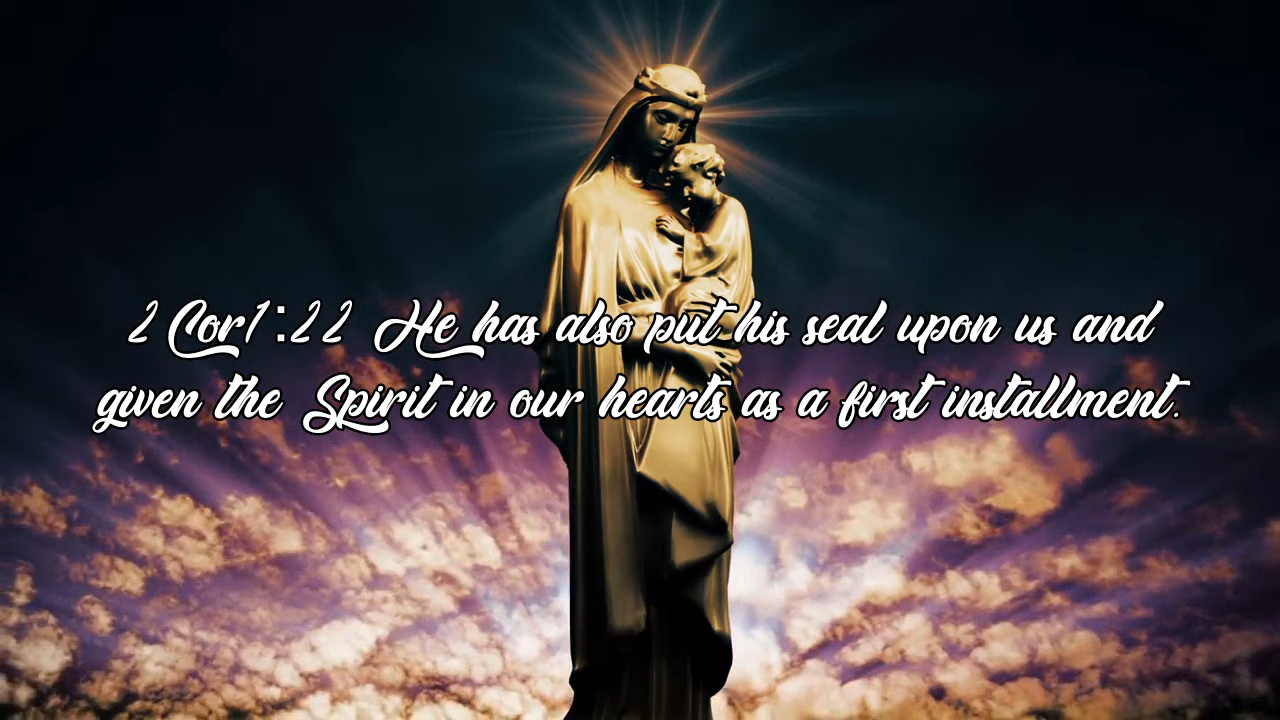 2 Cor1:22 He has also put his seal upon us and
given the Spirit in our hearts as a first installment.